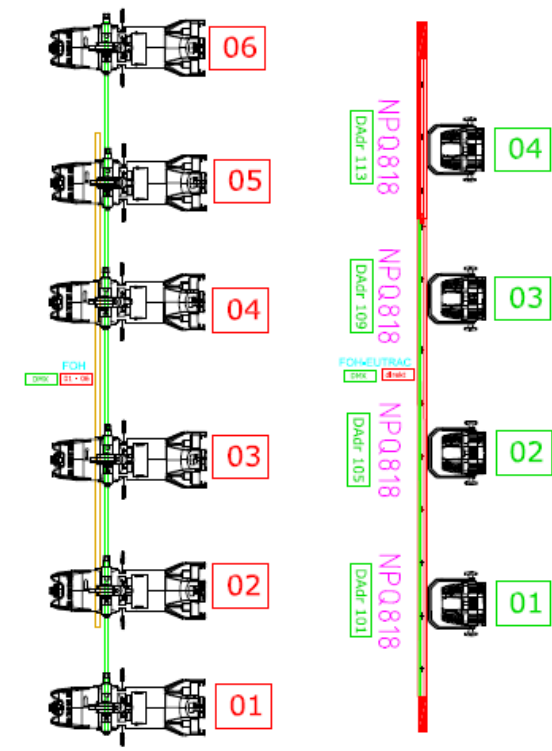 06
05
04
FOH
DMX
01 - 06
03
02
01
NPQ818
DAdr 113
04
NPQ818
DAdr 109
03
FOH-EUTRAC
DMX
direkt
NPQ818
DAdr 105
02
NPQ818
DAdr 101
01